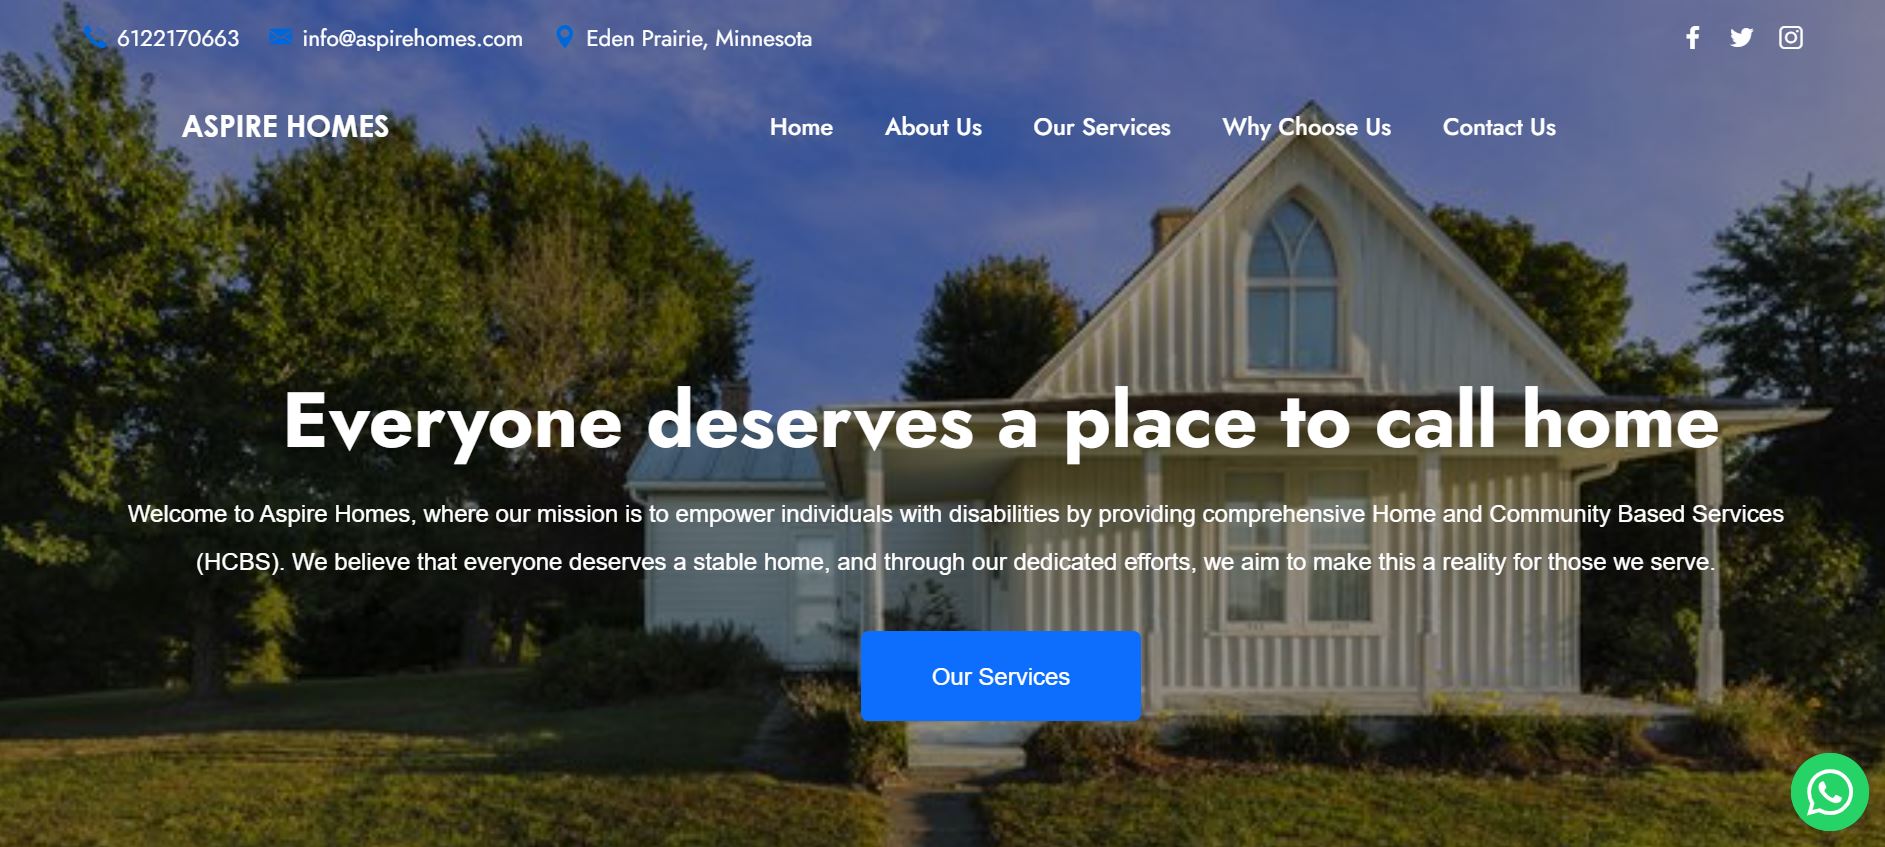 6122170663 info@aspirehomes.com Eden Prairie, Minnesota
ASPIRE HOMES Home About Us Our Services Why Choose Us Contact Us
Everyone deserves a place to call home
Welcome to Aspire Homes, where our mission is to empower individuals with disabilities by providing comprehensive Home and Community Based Services
(HCBS). We believe that everyone deserves a stable home, and through our dedicated efforts, we aim to make this a reality for those we serve.
Our Services